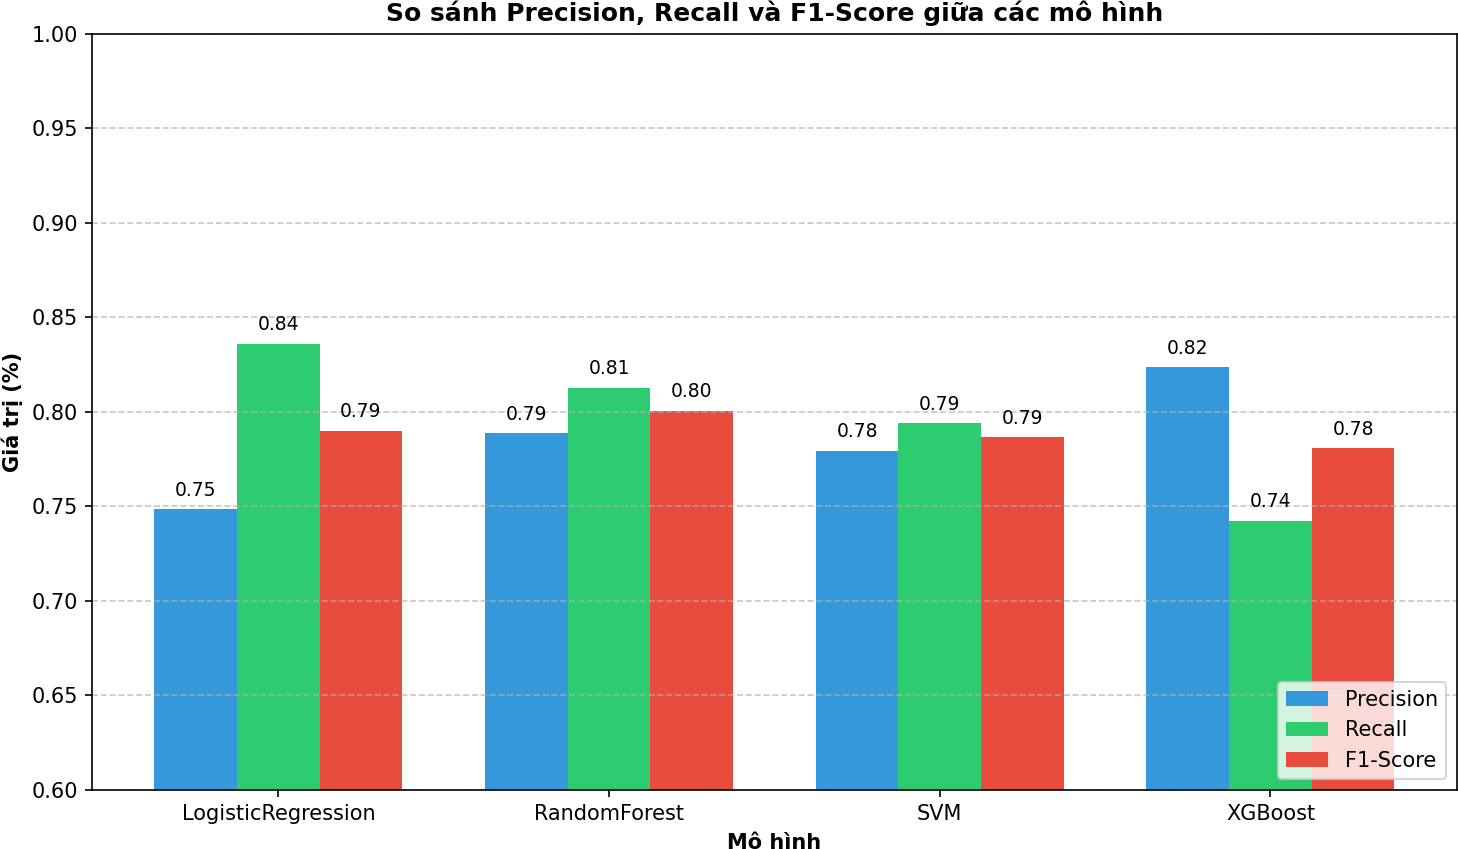 So sánh Precision, Recall và F1-Score giữa các mô hình
Giá trị (%)
1.00
0.95
0.90
0.85
0.80
0.75
0.70
0.65
0.60
0.75
0.84
0.79
0.79
0.81
0.80
0.78
0.79
0.79
0.82
0.74
0.78
Precision
Recall
F1-Score
LogisticRegression
RandomForest
SVM
XGBoost
Mô hình